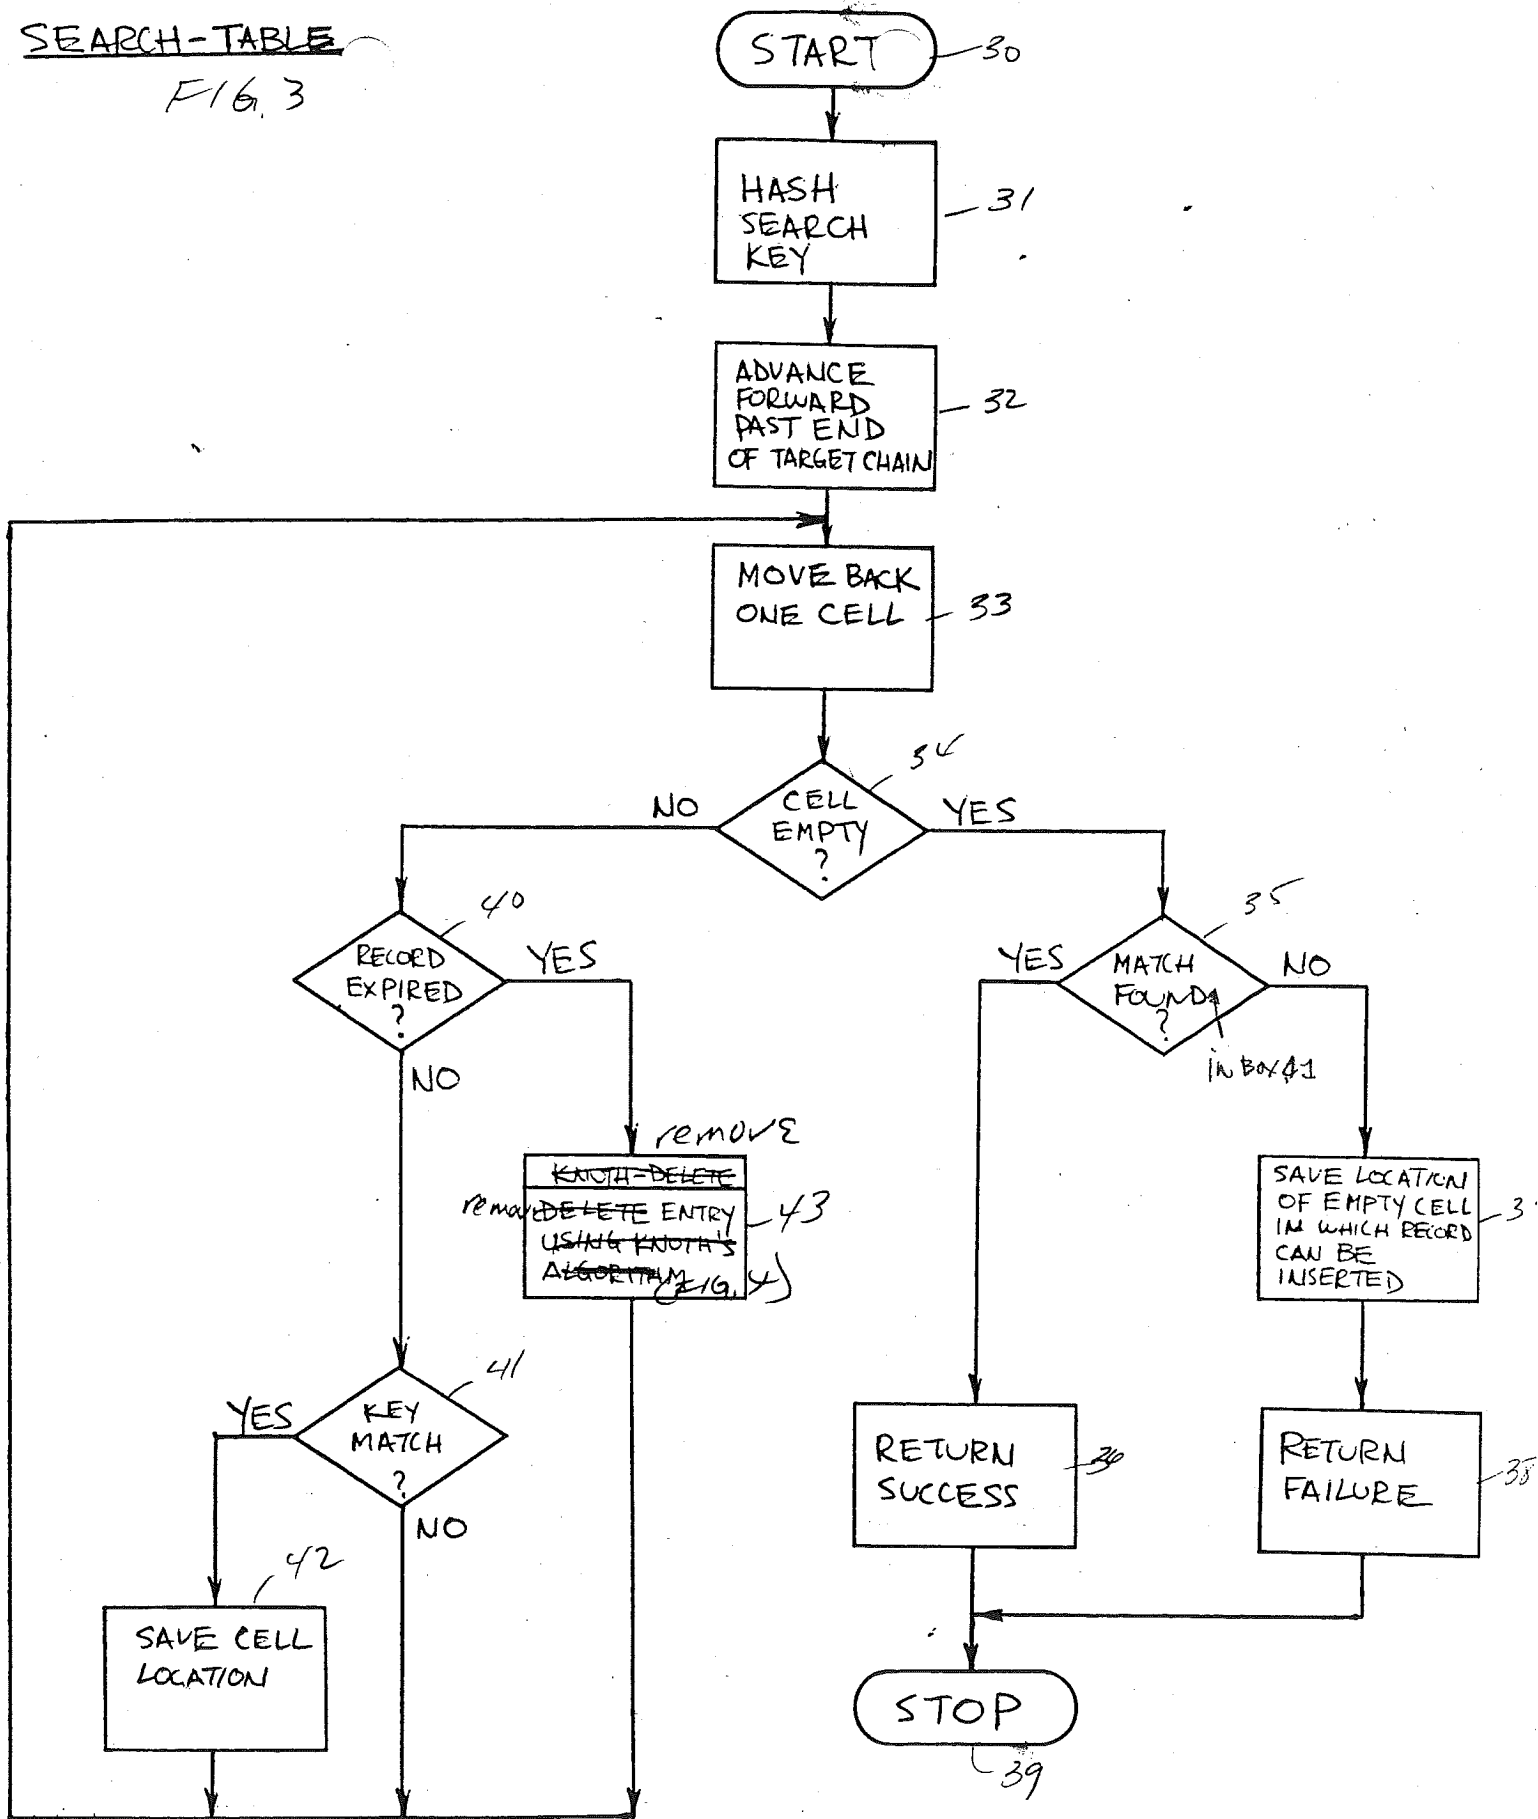 SEARCH-TABLE
FIG. 3
START
30
HASH
SEARCH
KEY
31
ADVANCE
FORWARD
PAST END
OF TARGET CHAIN
32
MOVE BACK
ONE CELL
33
34
CELL
EMPTY
?
NO
YES
40
RECORD
EXPIRED
?
YES
NO
35
MATCH
FOUND
?
YES
NO
IN BOX 41
remove
KNUTH-DELETE
DELETE ENTRY
USING KNUTH'S
ALGORITHM
(FIG. 4)
43
SAVE LOCATION
OF EMPTY CELL
IN WHICH RECORD
CAN BE
INSERTED
41
KEY
MATCH
?
YES
NO
RETURN
SUCCESS
36
RETURN
FAILURE
38
42
SAVE CELL
LOCATION
STOP
39